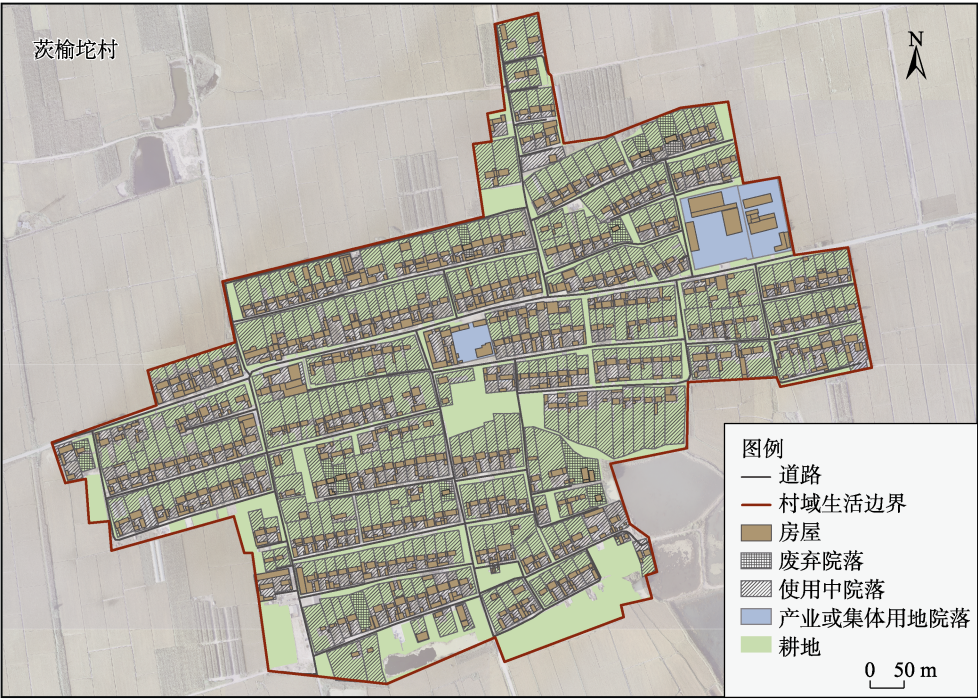 茨榆坨村
N
图例
道路
村域生活边界
房屋
废弃院落
使用中院落
产业或集体用地院落
耕地
0 50 m